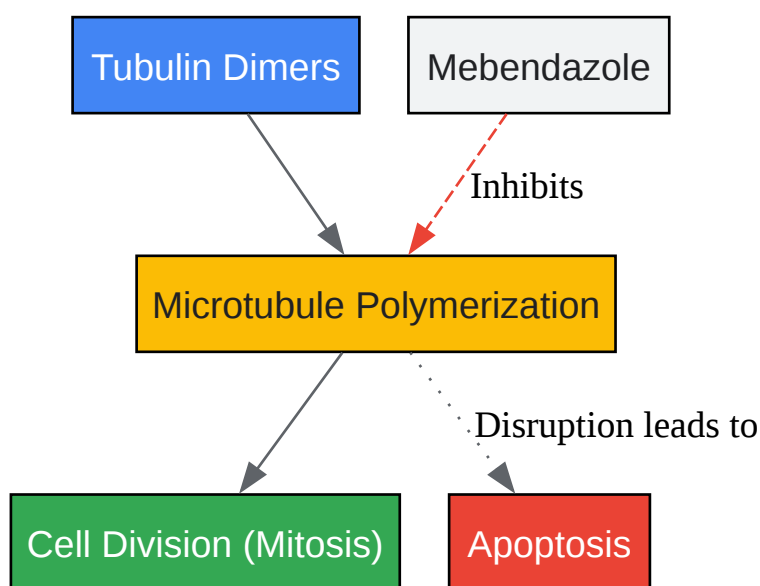 Tubulin Dimers
Mebendazole
Inhibits
Microtubule Polymerization
Disruption leads to
Cell Division (Mitosis)
Apoptosis